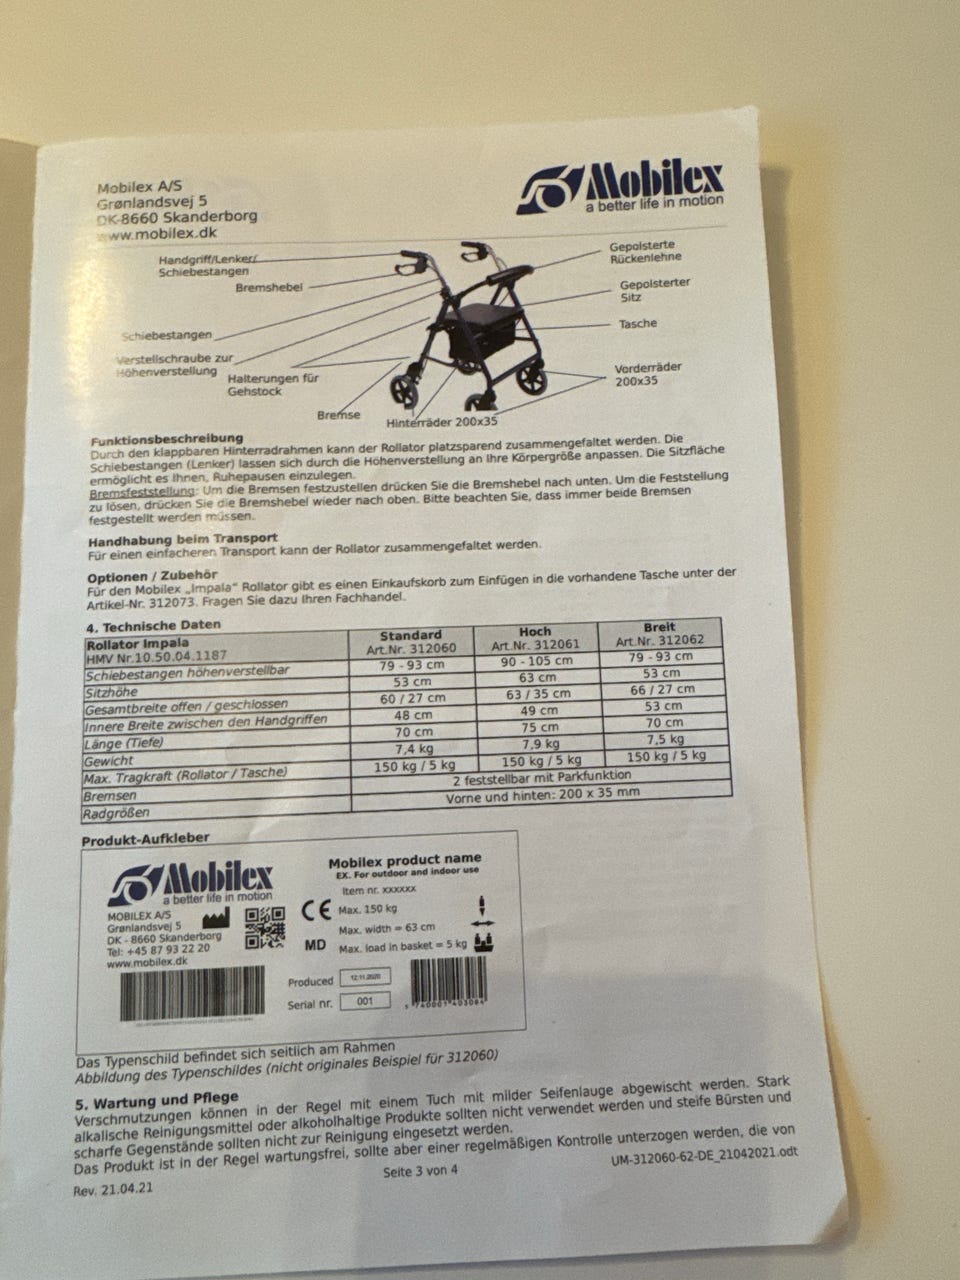 Mobilex A/S
Grønlandsvej 5
DK-8660 Skanderborg
www.mobilex.dk
Mobilex
a better life in motion
Handgriff/Lenker/
Schiebestangen
Bremshebel
Schiebestangen
Verstellschraube zur
Höhenverstellung
Halterungen für
Gehstock
Bremse
Hinterräder 200x35
Gepolsterte
Rückenlehne
Gepolsterter
Sitz
Tasche
Vorderräder
200x35
Funktionsbeschreibung
Durch den klappbaren Hinterradrahmen kann der Rollator platzsparend zusammengefaltet werden. Die
Schiebestangen (Lenker) lassen sich durch die Höhenverstellung an Ihre Körpergröße anpassen. Die Sitzfläche
ermöglicht es Ihnen, Ruhepausen einzulegen.
Bremsfeststellung: Um die Bremsen festzustellen drücken Sie die Bremshebel nach unten. Um die Feststellung
zu lösen, drücken Sie die Bremshebel wieder nach oben. Bitte beachten Sie, dass immer beide Bremsen
festgestellt werden müssen.
Handhabung beim Transport
Für einen einfacheren Transport kann der Rollator zusammengefaltet werden.
Optionen / Zubehör
Für den Mobilex „Impala“ Rollator gibt es einen Einkaufskorb zum Einfügen in die vorhandene Tasche unter der
Artikel-Nr. 312073. Fragen Sie dazu Ihren Fachhandel.
4. Technische Daten
Rollator Impala Standard Hoch Breit
HMV Nr.10.50.04.1187 Art.Nr. 312060 Art.Nr. 312061 Art.Nr. 312062
Schiebestangen höhenverstellbar 79 - 93 cm 90 - 105 cm 79 - 93 cm
Sitzhöhe 53 cm 63 cm 53 cm
Gesamtbreite offen / geschlossen 60 / 27 cm 63 / 35 cm 66 / 27 cm
Innere Breite zwischen den Handgriffen 48 cm 49 cm 53 cm
Länge (Tiefe) 70 cm 75 cm 70 cm
Gewicht 7,4 kg 7,9 kg 7,5 kg
Max. Tragkraft (Rollator / Tasche) 150 kg / 5 kg 150 kg / 5 kg 150 kg / 5 kg
Bremsen 2 feststellbar mit Parkfunktion
Radgrößen Vorne und hinten: 200 x 35 mm
Produkt-Aufkleber
Mobilex
a better life in motion
MOBILEX A/S
Grønlandsvej 5
DK - 8660 Skanderborg
Tel: +45 87 93 22 20
www.mobilex.dk
CE
MD
Mobilex product name
EX. For outdoor and indoor use
Item nr. xxxxxx
Max. 150 kg
Max. width = 63 cm
Max. load in basket = 5 kg
Produced 12.11.2020
Serial nr. 001
5 740001 403084
Das Typenschild befindet sich seitlich am Rahmen
Abbildung des Typenschildes (nicht originales Beispiel für 312060)
5. Wartung und Pflege
Verschmutzungen können in der Regel mit einem Tuch mit milder Seifenlauge abgewischt werden. Stark
alkalische Reinigungsmittel oder alkoholhaltige Produkte sollten nicht verwendet werden und steife Bürsten und
scharfe Gegenstände sollten nicht zur Reinigung eingesetzt werden.
Das Produkt ist in der Regel wartungsfrei, sollte aber einer regelmäßigen Kontrolle unterzogen werden, die von
Rev. 21.04.21
Seite 3 von 4
UM-312060-62-DE_21042021.odt